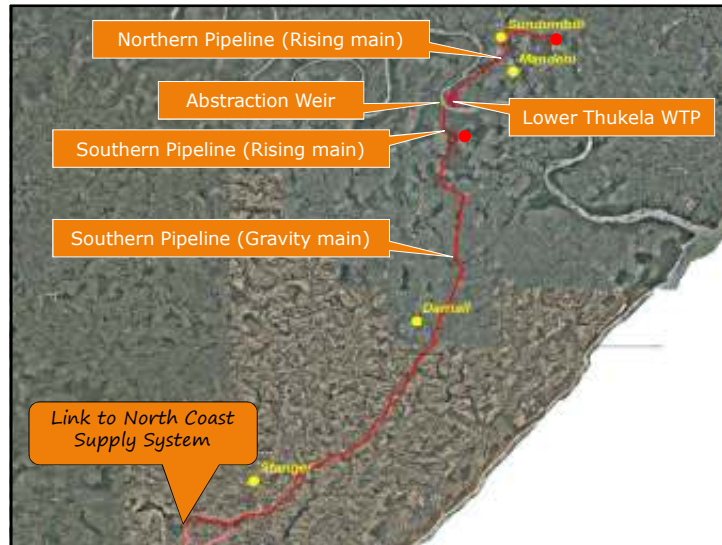 Sundumbili
Northern Pipeline (Rising main)
Mandeni
Abstraction Weir
Lower Thukela WTP
Southern Pipeline (Rising main)
Southern Pipeline (Gravity main)
Darnall
Link to North Coast
Supply System
Stanger